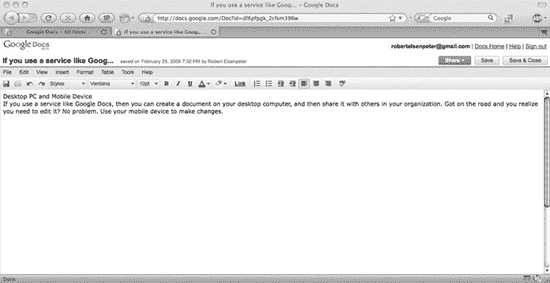 If you use a service like Goog... – Google Docs
Google Docs – All items
If you use a service like Goog...
http://docs.google.com/Doc?id=df6pfpgk_2cfsm396w
Google
Google Docs
BETA
robertelsenpeter@gmail.com | Docs Home | Help | Sign out
If you use a service like Goog... saved on February 25, 2009 7:32 PM by Robert Elsenpeter
Share Save Save & Close
File Edit View Insert Format Table Tools Help
Styles Verdana 10pt B I U A Link
Desktop PC and Mobile Device
If you use a service like Google Docs, then you can create a document on your desktop computer, and then share it with others in your organization. Got on the road and you realize
you need to edit it? No problem. Use your mobile device to make changes.
Done